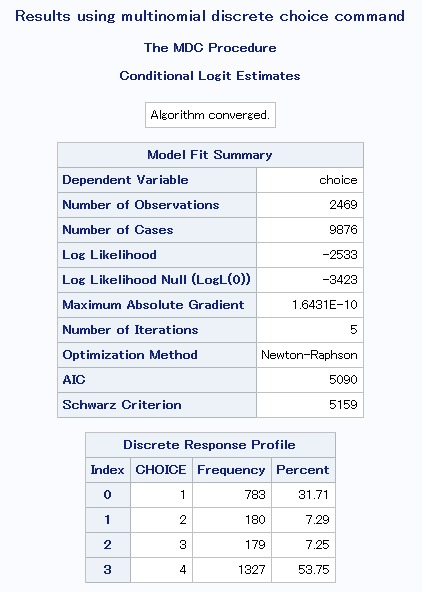 Results using multinomial discrete choice command
The MDC Procedure
Conditional Logit Estimates
Algorithm converged.
Model Fit Summary
Dependent Variable choice
Number of Observations 2469
Number of Cases 9876
Log Likelihood -2533
Log Likelihood Null (LogL(0)) -3423
Maximum Absolute Gradient 1.6431E-10
Number of Iterations 5
Optimization Method Newton-Raphson
AIC 5090
Schwarz Criterion 5159
Discrete Response Profile
Index CHOICE Frequency Percent
0 1 783 31.71
1 2 180 7.29
2 3 179 7.25
3 4 1327 53.75